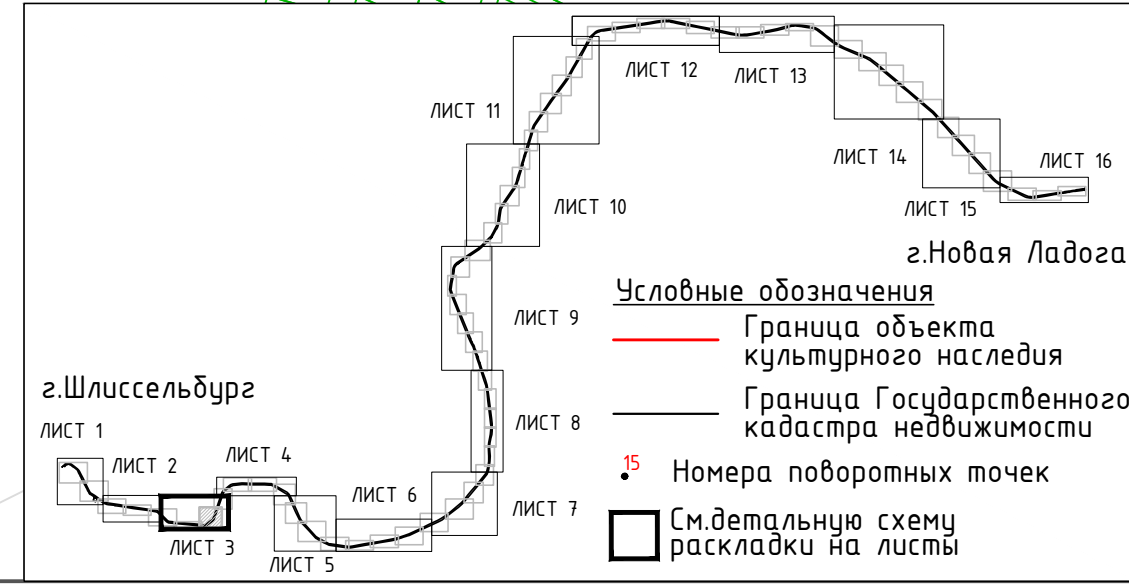 ЛИСТ 12
ЛИСТ 13
ЛИСТ 11
ЛИСТ 14
ЛИСТ 16
ЛИСТ 10
ЛИСТ 15
г.Новая Ладога
Условные обозначения
ЛИСТ 9
Граница объекта
культурного наследия
г.Шлиссельбург
Граница Государственного
кадастра недвижимости
ЛИСТ 8
ЛИСТ 1
ЛИСТ 2
ЛИСТ 4
15
Номера поворотных точек
ЛИСТ 6
ЛИСТ 7
См.детальную схему
раскладки на листы
ЛИСТ 3
ЛИСТ 5